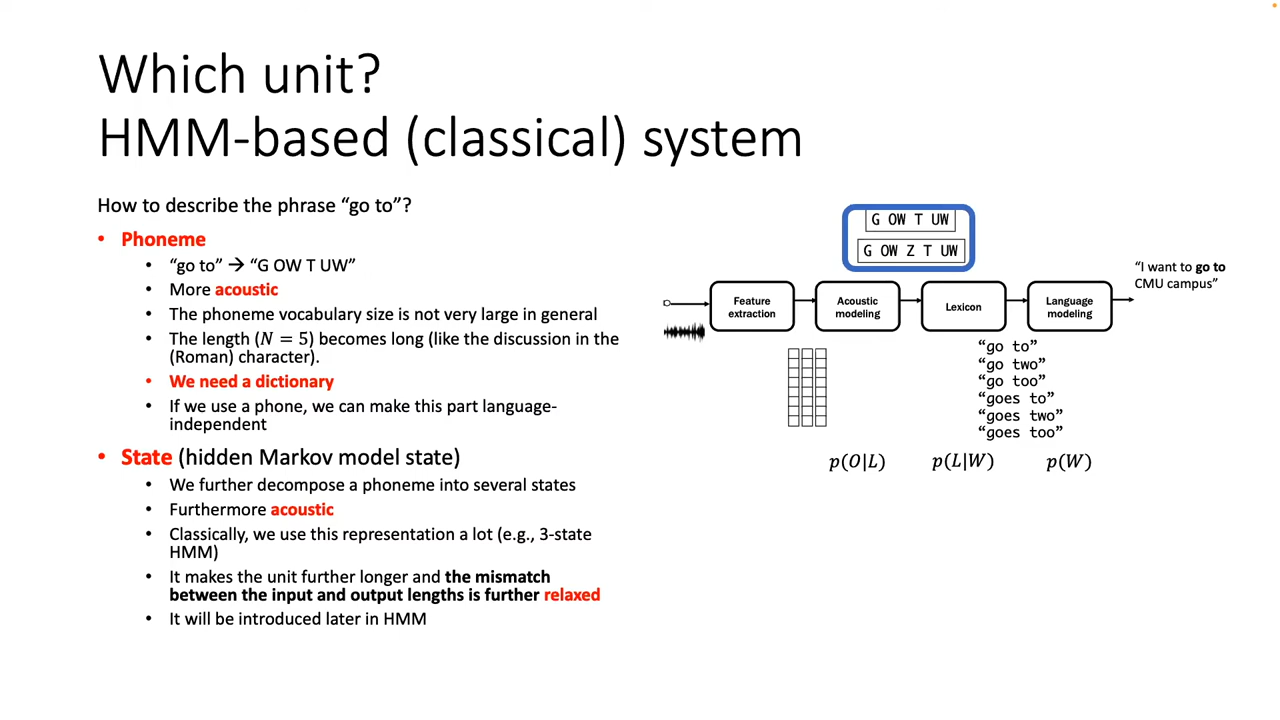 Which unit?
HMM-based (classical) system
How to describe the phrase “go to”?
• Phoneme
• “go to” → “G OW T UW”
• More acoustic
• The phoneme vocabulary size is not very large in general
• The length (N = 5) becomes long (like the discussion in the
(Roman) character).
• We need a dictionary
• If we use a phone, we can make this part language-
independent
• State (hidden Markov model state)
• We further decompose a phoneme into several states
• Furthermore acoustic
• Classically, we use this representation a lot (e.g., 3-state
HMM)
• It makes the unit further longer and the mismatch
between the input and output lengths is further relaxed
• It will be introduced later in HMM
G OW T UW
G OW Z T UW
Feature
extraction
Acoustic
modeling
Lexicon
Language
modeling
“I want to go to
CMU campus”
“go to”
“go two”
“go too”
“goes to”
“goes two”
“goes too”
p(O|L)
p(L|W)
p(W)